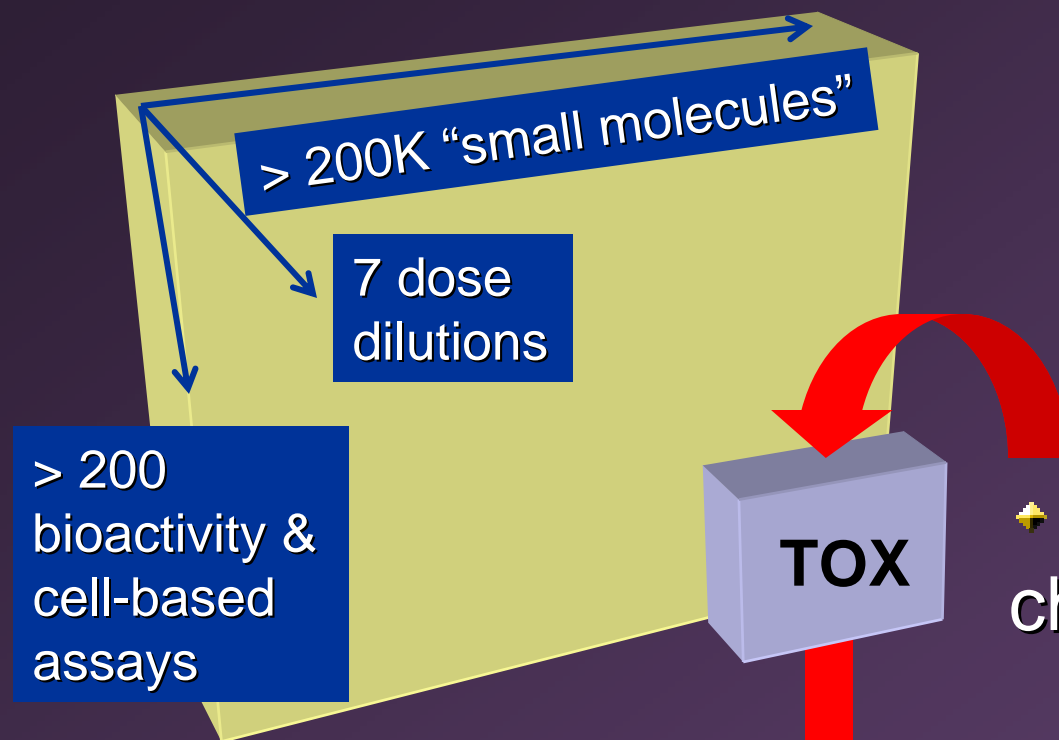 > 200K “small molecules”
7 dose
dilutions
> 200
bioactivity &
cell-based
assays
TOX